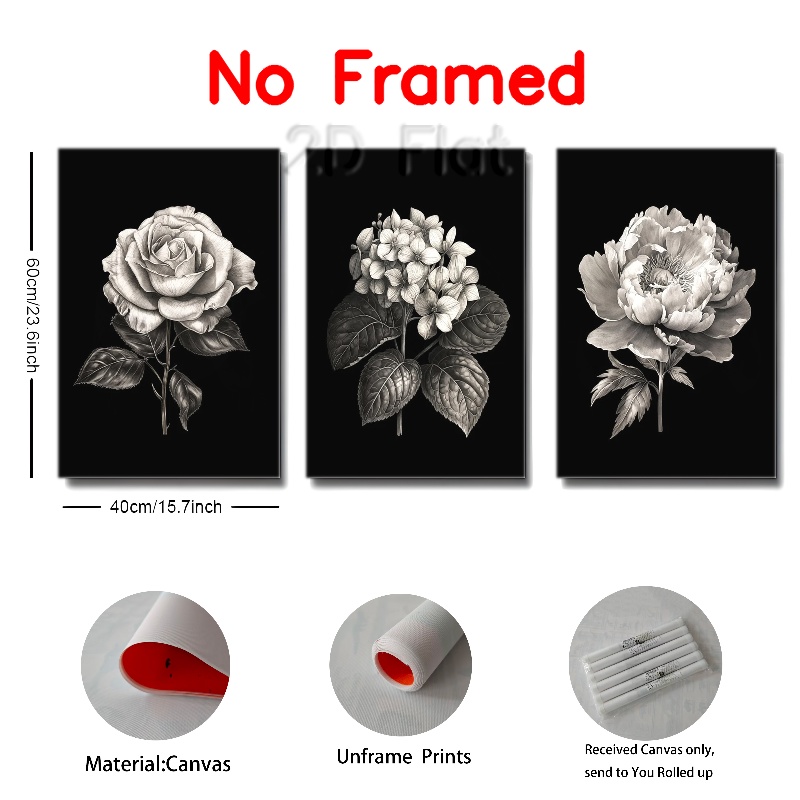 No Framed
2D Flat
60cm/23.6inch
40cm/15.7inch
Material:Canvas
Unframe Prints
Received Canvas only,
send to You Rolled up